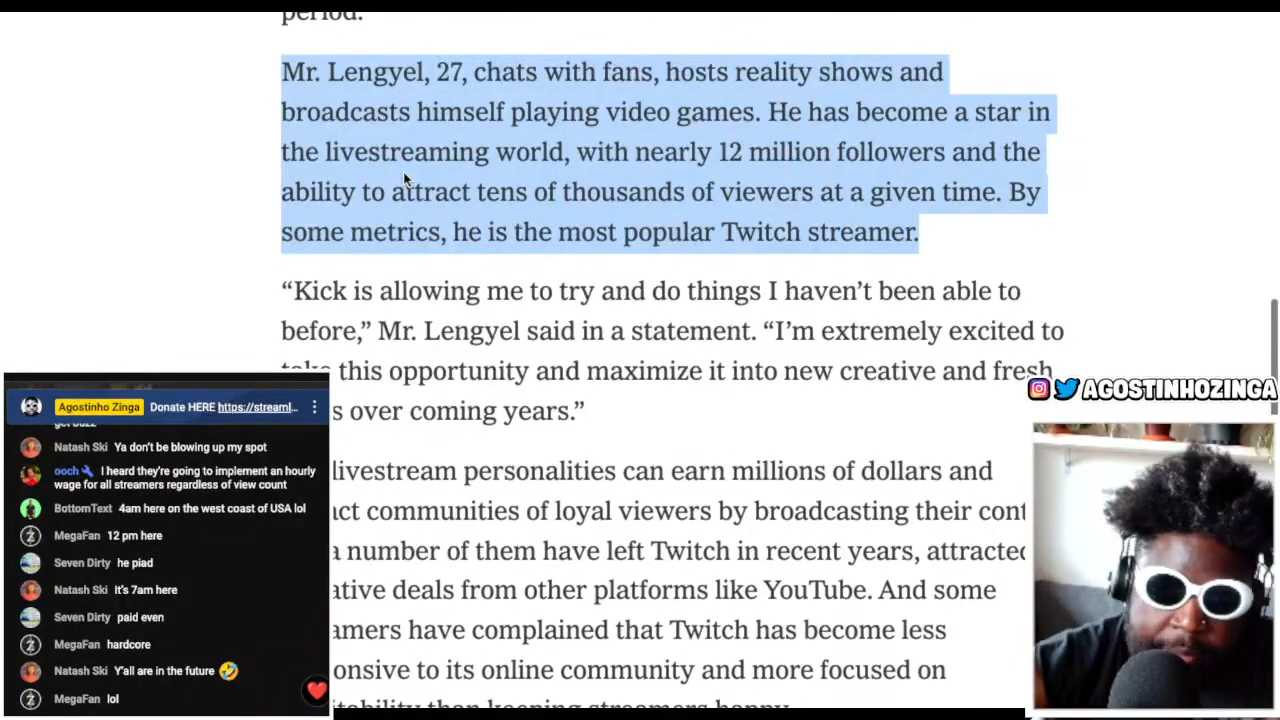 period.
Mr. Lengyel, 27, chats with fans, hosts reality shows and
broadcasts himself playing video games. He has become a star in
the livestreaming world, with nearly 12 million followers and the
ability to attract tens of thousands of viewers at a given time. By
some metrics, he is the most popular Twitch streamer.
“Kick is allowing me to try and do things I haven’t been able to
before,” Mr. Lengyel said in a statement. “I’m extremely excited to
take this opportunity and maximize it into new creative and fresh
s over coming years.”
livestream personalities can earn millions of dollars and
act communities of loyal viewers by broadcasting their cont
a number of them have left Twitch in recent years, attracted
ative deals from other platforms like YouTube. And some
amers have complained that Twitch has become less
onsive to its online community and more focused on
itability than keeping streamers happy.
Agostinho Zinga Donate HERE https://streaml...
get buzz
Natash Ski Ya don't be blowing up my spot
ooch I heard they're going to implement an hourly
wage for all streamers regardless of view count
BottomText 4am here on the west coast of USA lol
MegaFan 12 pm here
Seven Dirty he piad
Natash Ski It's 7am here
Seven Dirty paid even
MegaFan hardcore
Natash Ski Y'all are in the future 🤣
MegaFan lol
AGOSTINHOZINGA